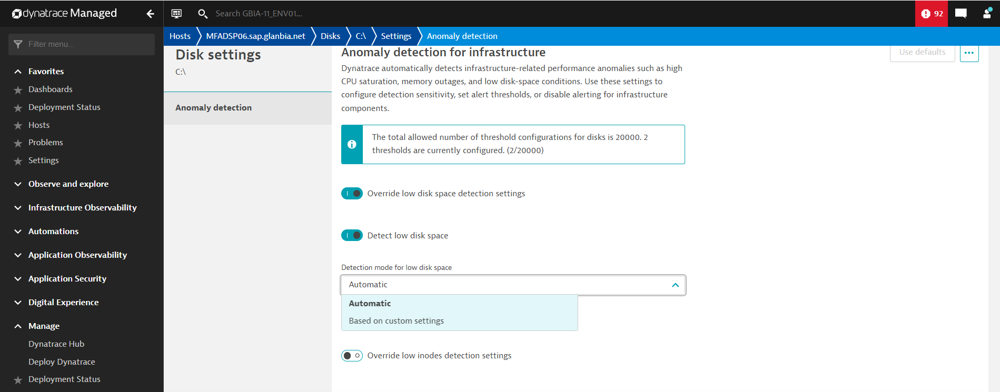 dynatrace Managed
Search GBIA-11_ENV01...
92
Hosts
MFADSP06.sap.glanbia.net
Disks
C:\
Settings
Anomaly detection
Filter menu...
Favorites
Dashboards
Deployment Status
Hosts
Problems
Settings
Observe and explore
Infrastructure Observability
Automations
Application Observability
Application Security
Digital Experience
Manage
Dynatrace Hub
Deploy Dynatrace
Deployment Status
Disk settings
C:\
Anomaly detection
Anomaly detection for infrastructure
Use defaults
...
Dynatrace automatically detects infrastructure-related performance anomalies such as high
CPU saturation, memory outages, and low disk-space conditions. Use these settings to
configure detection sensitivity, set alert thresholds, or disable alerting for infrastructure
components.
The total allowed number of threshold configurations for disks is 20000. 2
thresholds are currently configured. (2/20000)
Override low disk space detection settings
Detect low disk space
Detection mode for low disk space
Automatic
Automatic
Based on custom settings
Override low inodes detection settings